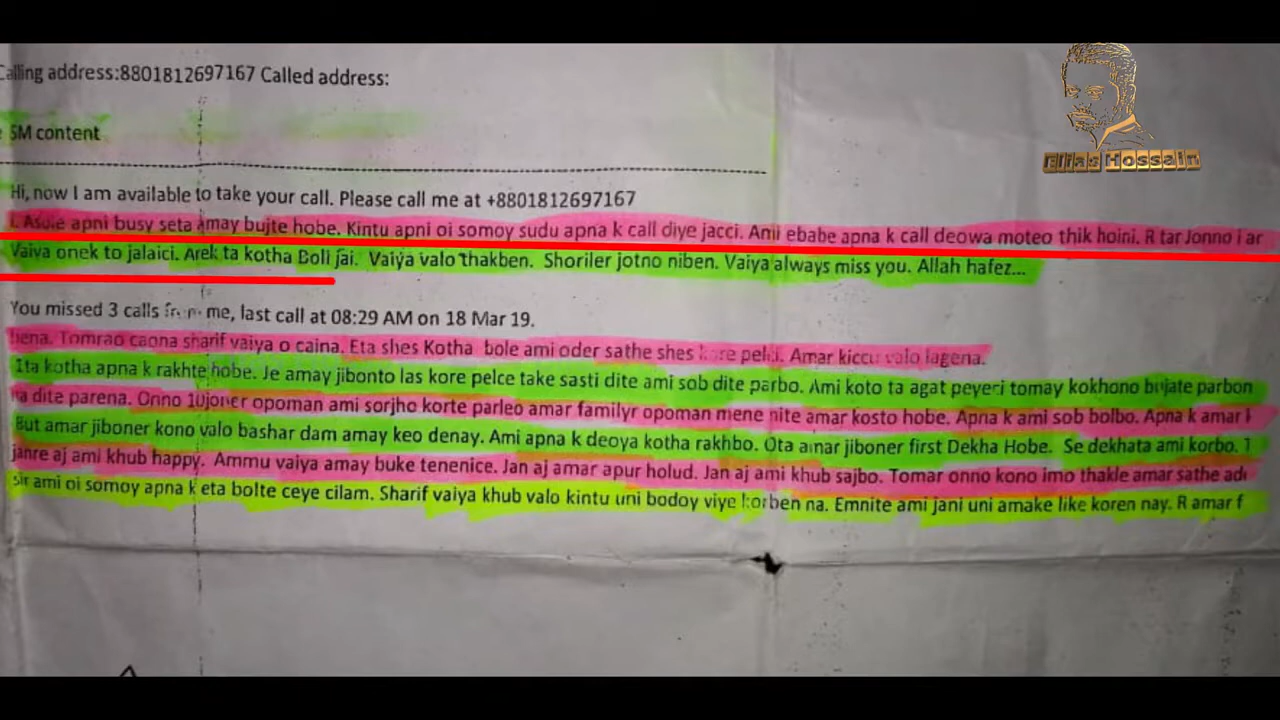 Calling address:8801812697167 Called address:
Elias Hossain
SM content
Hi, now I am available to take your call. Please call me at +8801812697167
apni busy seta amay bujte hobe. Kintu apni oi somoy sudu apna k call diye jacci. Ami ebabe apna k call deowa moteo thik hoini. R tar Jonno I ar
Vaiya onek to jalaici. Arek ta kotha Boli jai. Vaiya valo thakben. Shoriler jotno niben. Vaiya always miss you. Allah hafez...
You missed 3 calls from me, last call at 08:29 AM on 18 Mar 19.
Tomrao caona sharif vaiya o caina. Eta shes Kotha bole ami oder sathe shes kore Amar kiccu valo lagena.
1ta kotha apna k rakhte hobe. Je amay jibonto las kore pelce take sasti dite ami sob dite parbo. Ami koto ta agat peyeri tomay kokhono bujate parbon
dite parena. Onno 10joner opoman ami sorjho korte parleo amar familyr opoman mene nite amar kosto hobe. Apna k ami sob bolbo. Apna k amar
But amar jiboner kono valo bashar dam amay keo denay. Ami apna k deoya kotha rakhbo. Ota amar jiboner first Dekha Hobe. Se dekhata ami korbo.
janre aj ami khub happy. Ammu vaiya amay buke tenenice. Jan aj amar apur holud. Jan aj ami khub sajbo. Tomar onno kono imo thakle amar sathe
Sir ami oi somoy apna k eta bolte ceye cilam. Sharif vaiya khub valo kintu uni bodoy viye korben na. Emnite ami jani uni amake like koren nay. R amar f